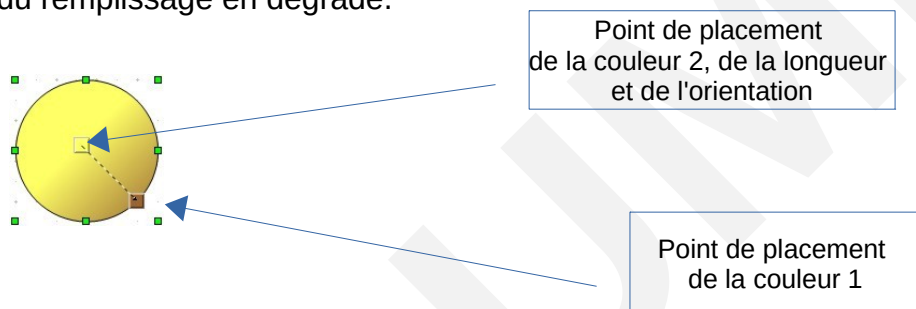 du remplissage en dégradé.
Point de placement
de la couleur 2, de la longueur
et de l'orientation
Point de placement
de la couleur 1